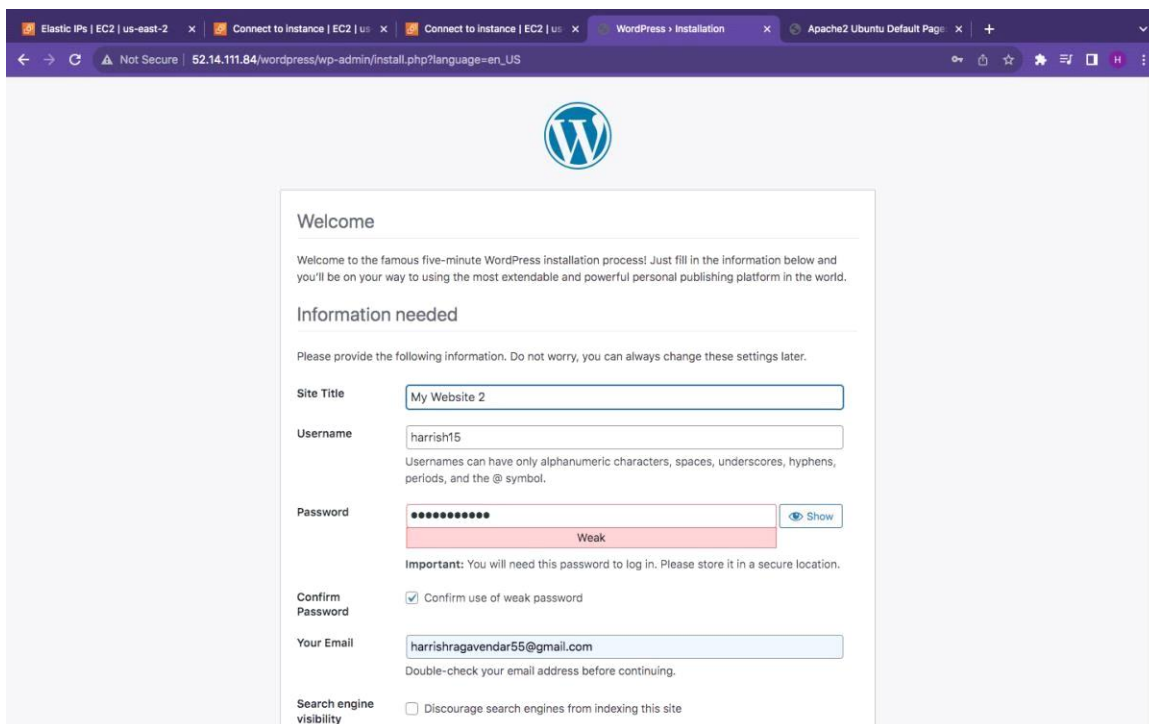 Elastic IPs | EC2 | us-east-2
Connect to instance | EC2 | us
Connect to instance | EC2 | us
WordPress › Installation
Apache2 Ubuntu Default Page:
Not Secure | 52.14.111.84/wordpress/wp-admin/install.php?language=en_US
H
Welcome
Welcome to the famous five-minute WordPress installation process! Just fill in the information below and
you'll be on your way to using the most extendable and powerful personal publishing platform in the world.
Information needed
Please provide the following information. Do not worry, you can always change these settings later.
Site Title
My Website 2
Username
harrish15
Usernames can have only alphanumeric characters, spaces, underscores, hyphens,
periods, and the @ symbol.
Password
Show
Weak
Important: You will need this password to log in. Please store it in a secure location.
Confirm
Password
Confirm use of weak password
Your Email
harrishragavendar55@gmail.com
Double-check your email address before continuing.
Search engine
visibility
Discourage search engines from indexing this site